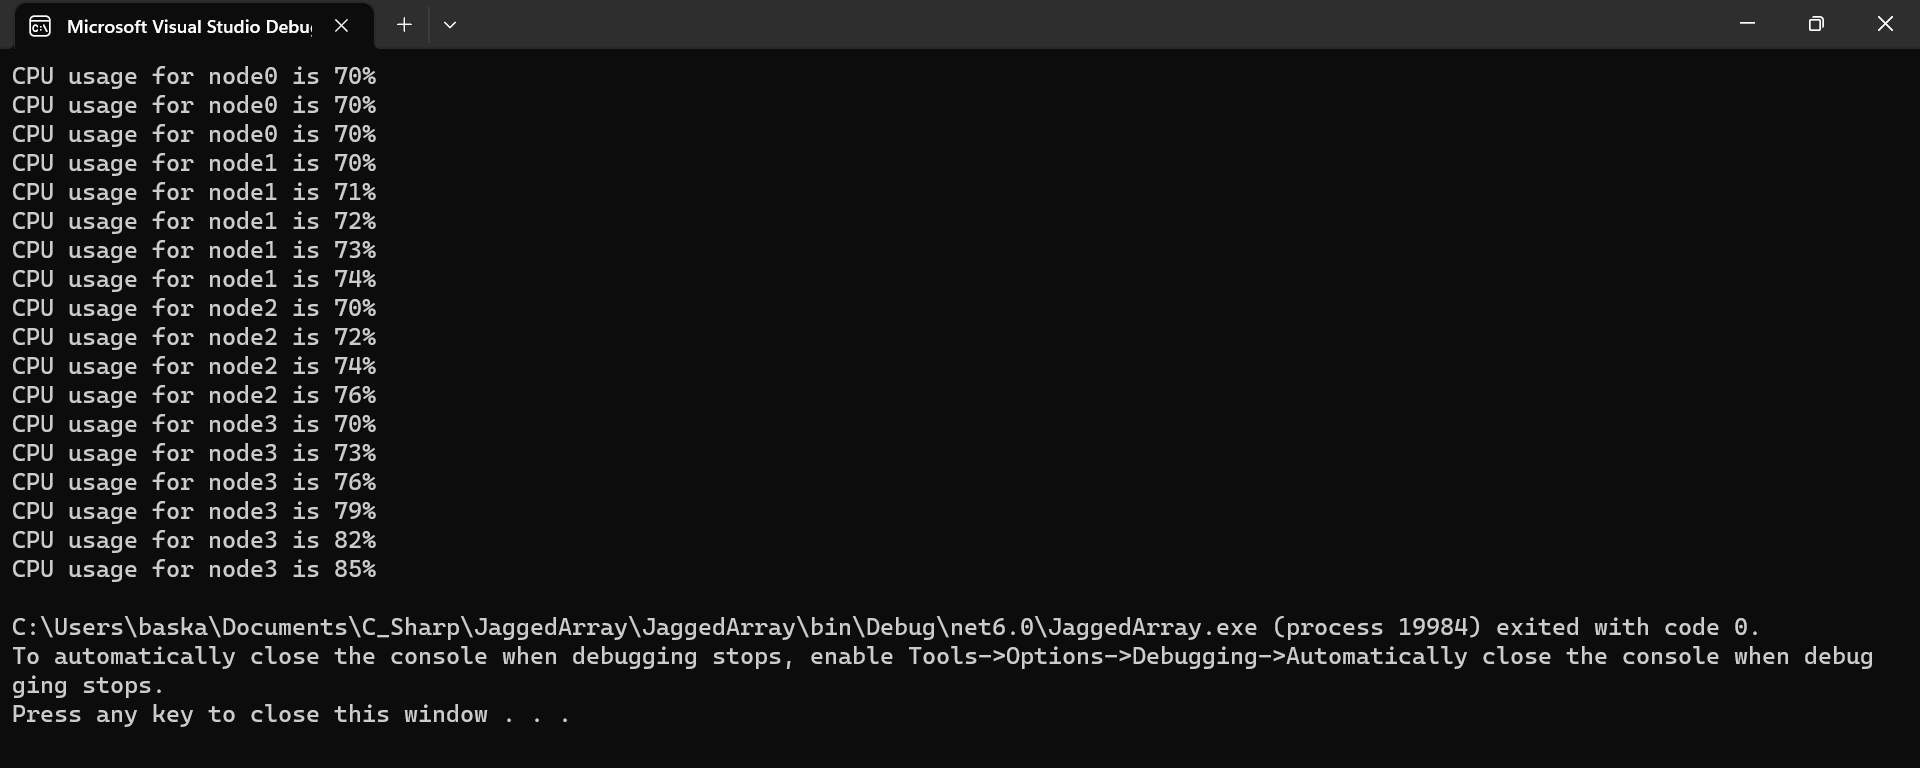 Microsoft Visual Studio Debu
CPU usage for node0 is 70%
CPU usage for node0 is 70%
CPU usage for node0 is 70%
CPU usage for node1 is 70%
CPU usage for node1 is 71%
CPU usage for node1 is 72%
CPU usage for node1 is 73%
CPU usage for node1 is 74%
CPU usage for node2 is 70%
CPU usage for node2 is 72%
CPU usage for node2 is 74%
CPU usage for node2 is 76%
CPU usage for node3 is 70%
CPU usage for node3 is 73%
CPU usage for node3 is 76%
CPU usage for node3 is 79%
CPU usage for node3 is 82%
CPU usage for node3 is 85%
C:\Users\baska\Documents\C_Sharp\JaggedArray\JaggedArray\bin\Debug\net6.0\JaggedArray.exe (process 19984) exited with code 0.
To automatically close the console when debugging stops, enable Tools->Options->Debugging->Automatically close the console when debug
ging stops.
Press any key to close this window . . .